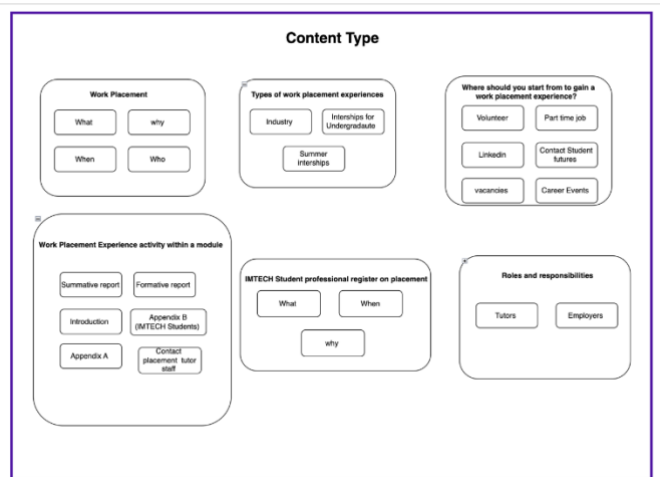 Content Type
Work Placement
What
why
When
Who
Types of work placement experiences
Industry
Interships for
Undergradaute
Summer
interships
Where should you start from to gain a
work placement experience?
Volunteer
Part time job
Linkedin
Contact Student
futures
vacancies
Career Events
Work Placement Experience activity within a module
Summative report
Formative report
Introduction
Appendix B
(IMTECH Students)
Appendix A
Contact
placement tutor
staff
IMTECH Student professional register on placement
What
When
why
Roles and responsibilities
Tutors
Employers